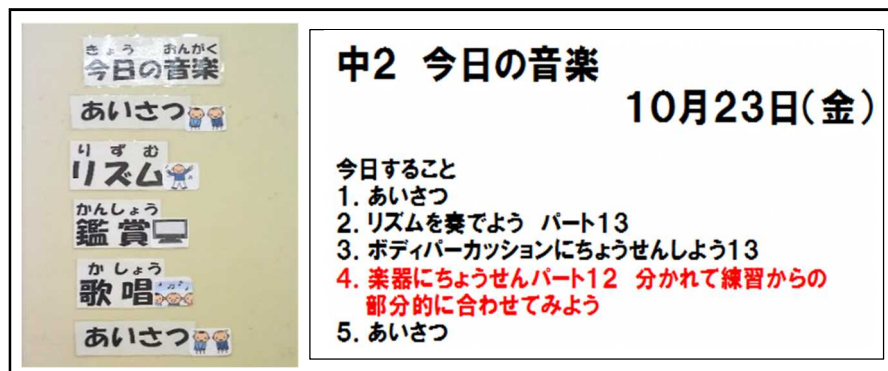 きょう おんがく
今日の音楽
あいさつ
りずむ
リズム
かんしょう
鑑賞
かしょう
歌唱
あいさつ
中2 今日の音楽
10月23日(金)
今日すること
1. あいさつ
2. リズムを奏でよう パート13
3. ボディパーカッションにちょうせんしよう13
4. 楽器にちょうせんパート12 分かれて練習からの
部分的に合わせてみよう
5. あいさつ